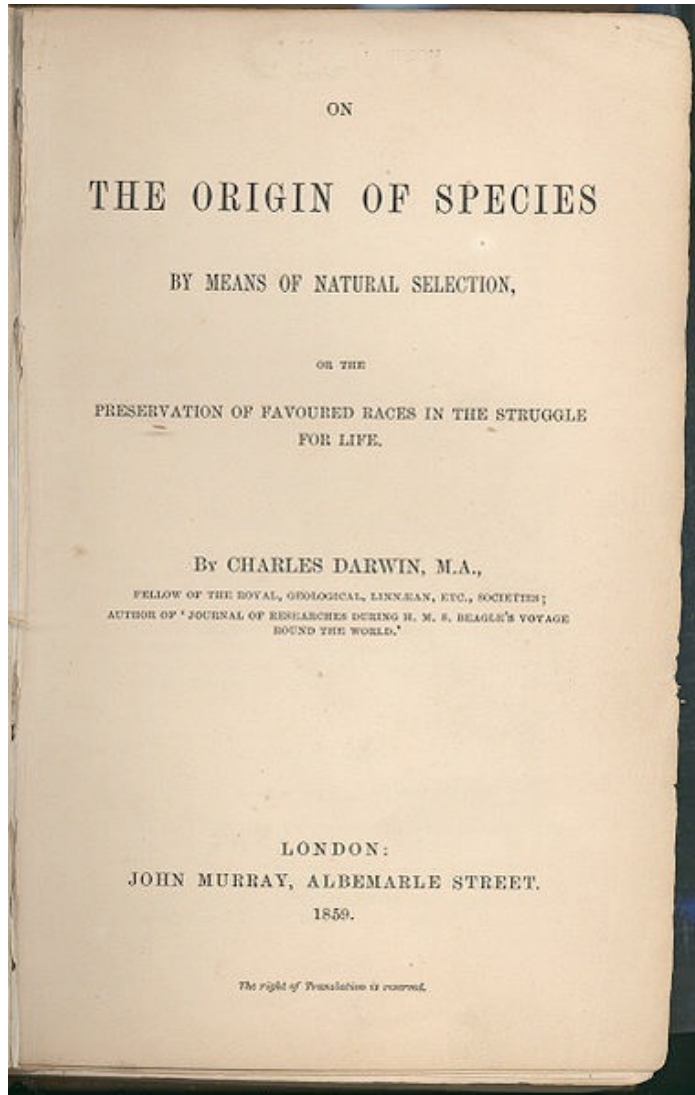 ON
THE ORIGIN OF SPECIES
BY MEANS OF NATURAL SELECTION,
OR THE
PRESERVATION OF FAVOURED RACES IN THE STRUGGLE
FOR LIFE.
BY CHARLES DARWIN, M.A.,
FELLOW OF THE ROYAL, GEOLOGICAL, LINNÆAN, ETC., SOCIETIES;
AUTHOR OF ‘JOURNAL OF RESEARCHES DURING H. M. S. BEAGLE’S VOYAGE
ROUND THE WORLD.’
LONDON:
JOHN MURRAY, ALBEMARLE STREET.
1859.
The right of Translation is reserved.